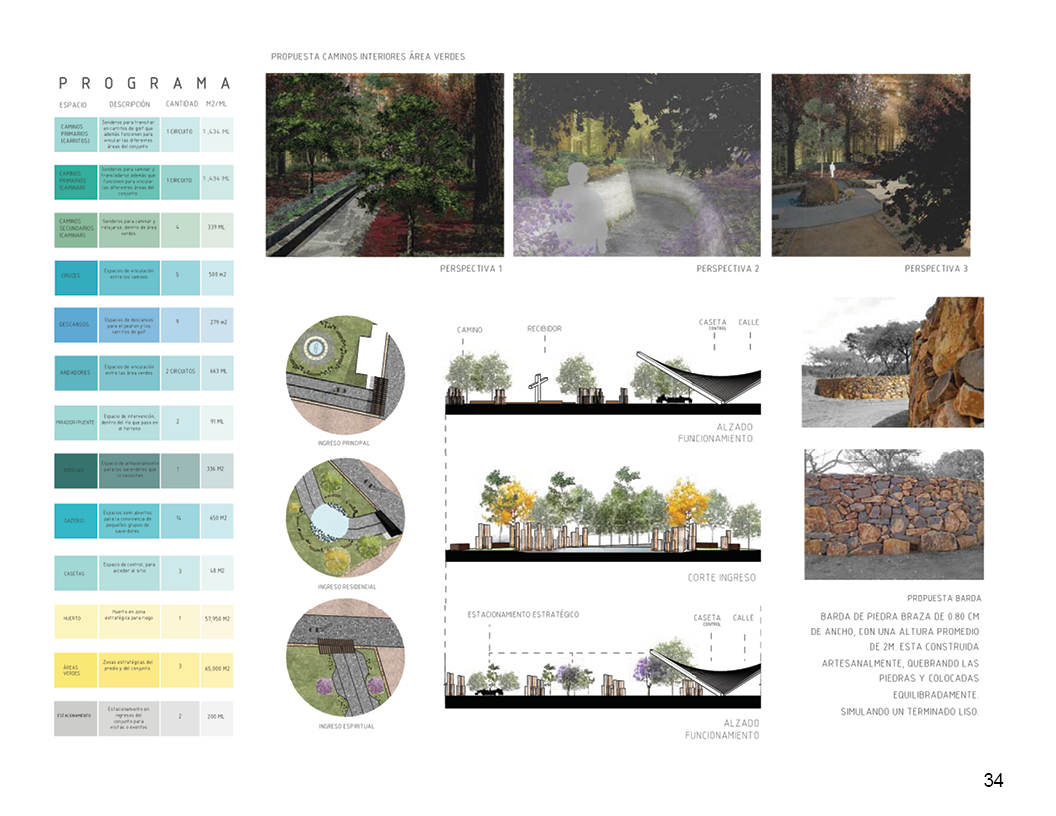 PROPUESTA CAMINOS INTERIORES ÁREA VERDES
PROGRAMA
ESPACIO DESCRIPCIÓN CANTIDAD M2/ML
CAMINOS
PRIMARIOS
(CARRITOS)
Senderos para transitar
en carritos de golf que
además funcionen para
vincular las diferentes
áreas del conjunto
1 CIRCUITO
1,434 ML
CAMINOS
PRIMARIOS
(CAMINAR)
Senderos para caminar y
transladarse además que
funcionen para vincular
las diferentes áreas del
conjunto
1 CIRCUITO
1,434 ML
CAMINOS
SECUNDARIOS
(CAMINAR)
Senderos para caminar y
relajarse, dentro de área
verdes
4
339 ML
CRUCES
Espacios de vinculación
entre los caminos
5
500 m2
DESCANSOS
Espacios de descansos
para el peatón y los
carritos de golf
9
279 m2
ANDADORES
Espacios de vinculación
entre las área verdes
2 CIRCUITOS
663 ML
MIRADOR/PUENTE
Espacio de intervención,
dentro del río que pasa en
el terreno
2
91 ML
Espacio de almacenamiento
para los sacerdotes que
lo necesiten
1
336 M2
GAZEBOS
Espacios semi abiertos
para la convivencia de
pequeños grupos de
sacerdotes
14
650 M2
CASETAS
Espacio de control, para
acceder al sitio
3
48 M2
HUERTO
Huerto en zona
estratégica para riego
1
57,950 M2
ÁREAS
VERDES
Zonas estratégicas del
predio y del conjunto
3
65,000 M2
ESTACIONAMIENTO
Estacionamiento en
ingresos del
conjunto para
visitas o eventos
2
200 ML
PERSPECTIVA 1
PERSPECTIVA 2
PERSPECTIVA 3
INGRESO PRINCIPAL
INGRESO RESIDENCIAL
INGRESO ESPIRITUAL
CAMINO
RECIBIDOR
CASETA
CONTROL
CALLE
ALZADO
FUNCIONAMIENTO
CORTE INGRESO
ESTACIONAMIENTO ESTRATÉGICO
CASETA
CONTROL
CALLE
ALZADO
FUNCIONAMIENTO
PROPUESTA BARDA
BARDA DE PIEDRA BRAZA DE 0.80 CM
DE ANCHO, CON UNA ALTURA PROMEDIO
DE 2M. ESTA CONSTRUIDA
ARTESANALMENTE, QUEBRANDO LAS
PIEDRAS Y COLOCADAS
EQUILIBRADAMENTE.
SIMULANDO UN TERMINADO LISO.
34